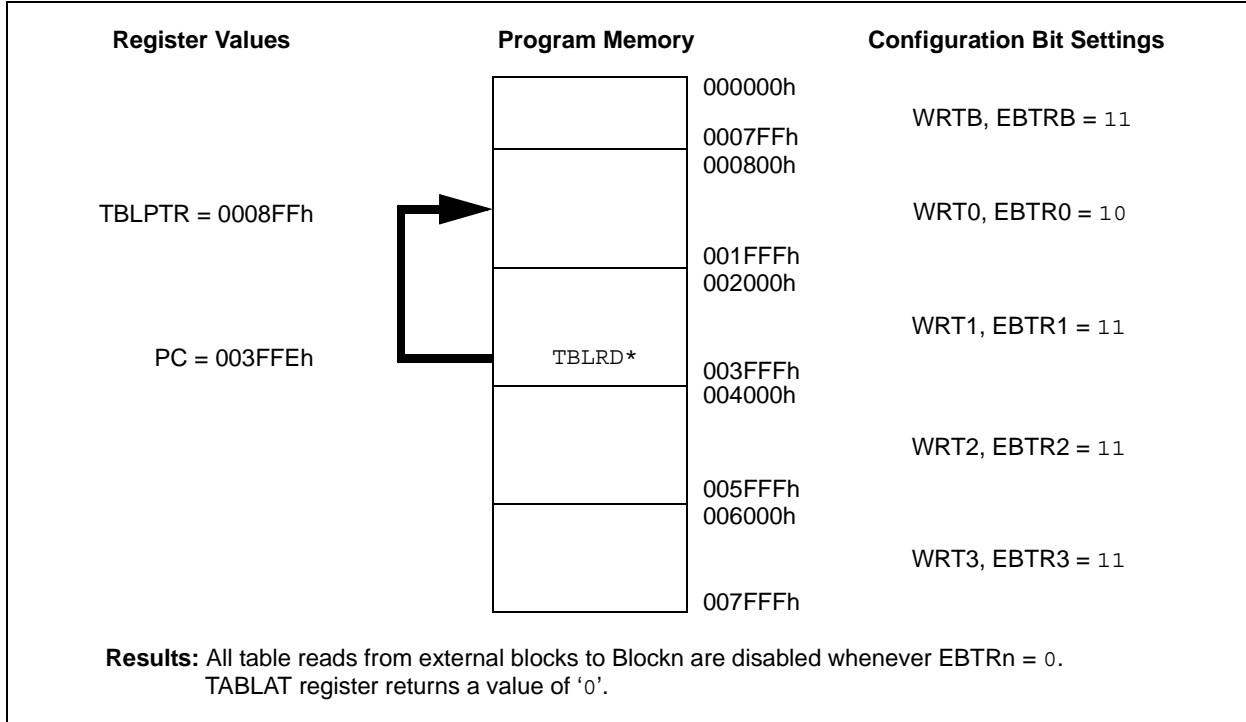 Register Values
Program Memory
Configuration Bit Settings
000000h
WRTB, EBTRB = 11
0007FFh
000800h
TBLPTR = 0008FFh
WRT0, EBTR0 = 10
001FFFh
002000h
WRT1, EBTR1 = 11
PC = 003FFEh
TBLRD*
003FFFh
004000h
WRT2, EBTR2 = 11
005FFFh
006000h
WRT3, EBTR3 = 11
007FFFh
Results: All table reads from external blocks to Blockn are disabled whenever EBTRn = 0.
TABLAT register returns a value of ‘0’.